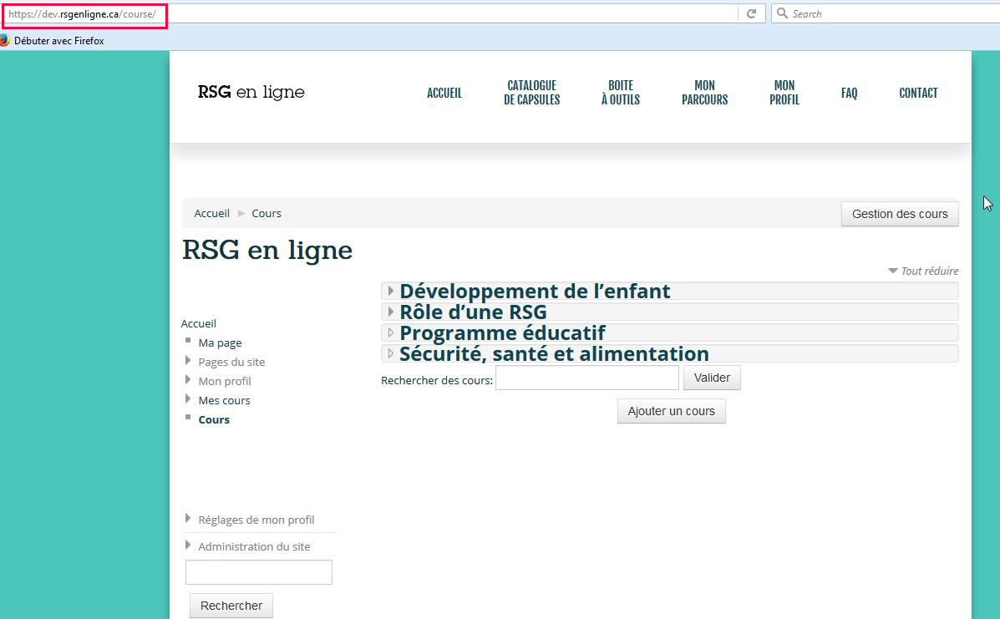 https://dev.rsgenligne.ca/course/
Search
Débuter avec Firefox
RSG en ligne
ACCUEIL
CATALOGUE
DE CAPSULES
BOITE
À OUTILS
MON
PARCOURS
MON
PROFIL
FAQ
CONTACT
Accueil
Cours
Gestion des cours
RSG en ligne
Tout réduire
Développement de l’enfant
Rôle d’une RSG
Programme éducatif
Sécurité, santé et alimentation
Rechercher des cours:
Valider
Ajouter un cours
Accueil
Ma page
Pages du site
Mon profil
Mes cours
Cours
Réglages de mon profil
Administration du site
Rechercher